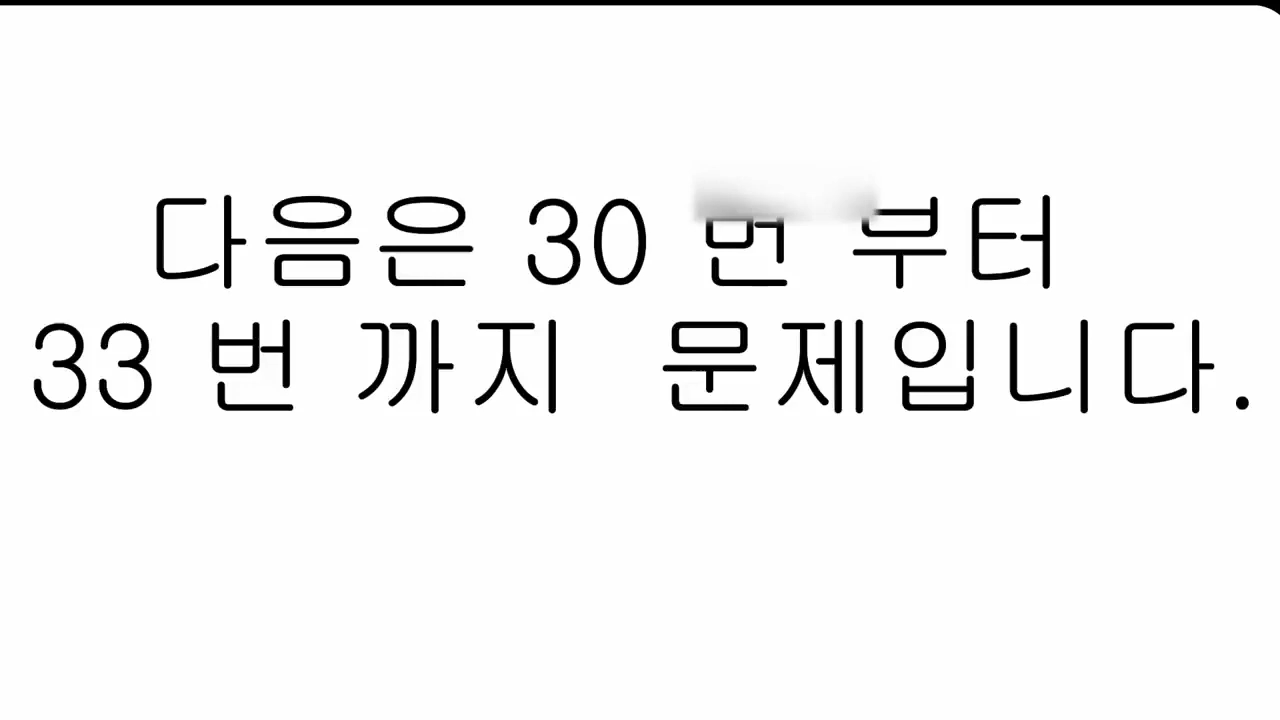 다음은 30 번 부터
33 번 까지 문제입니다.